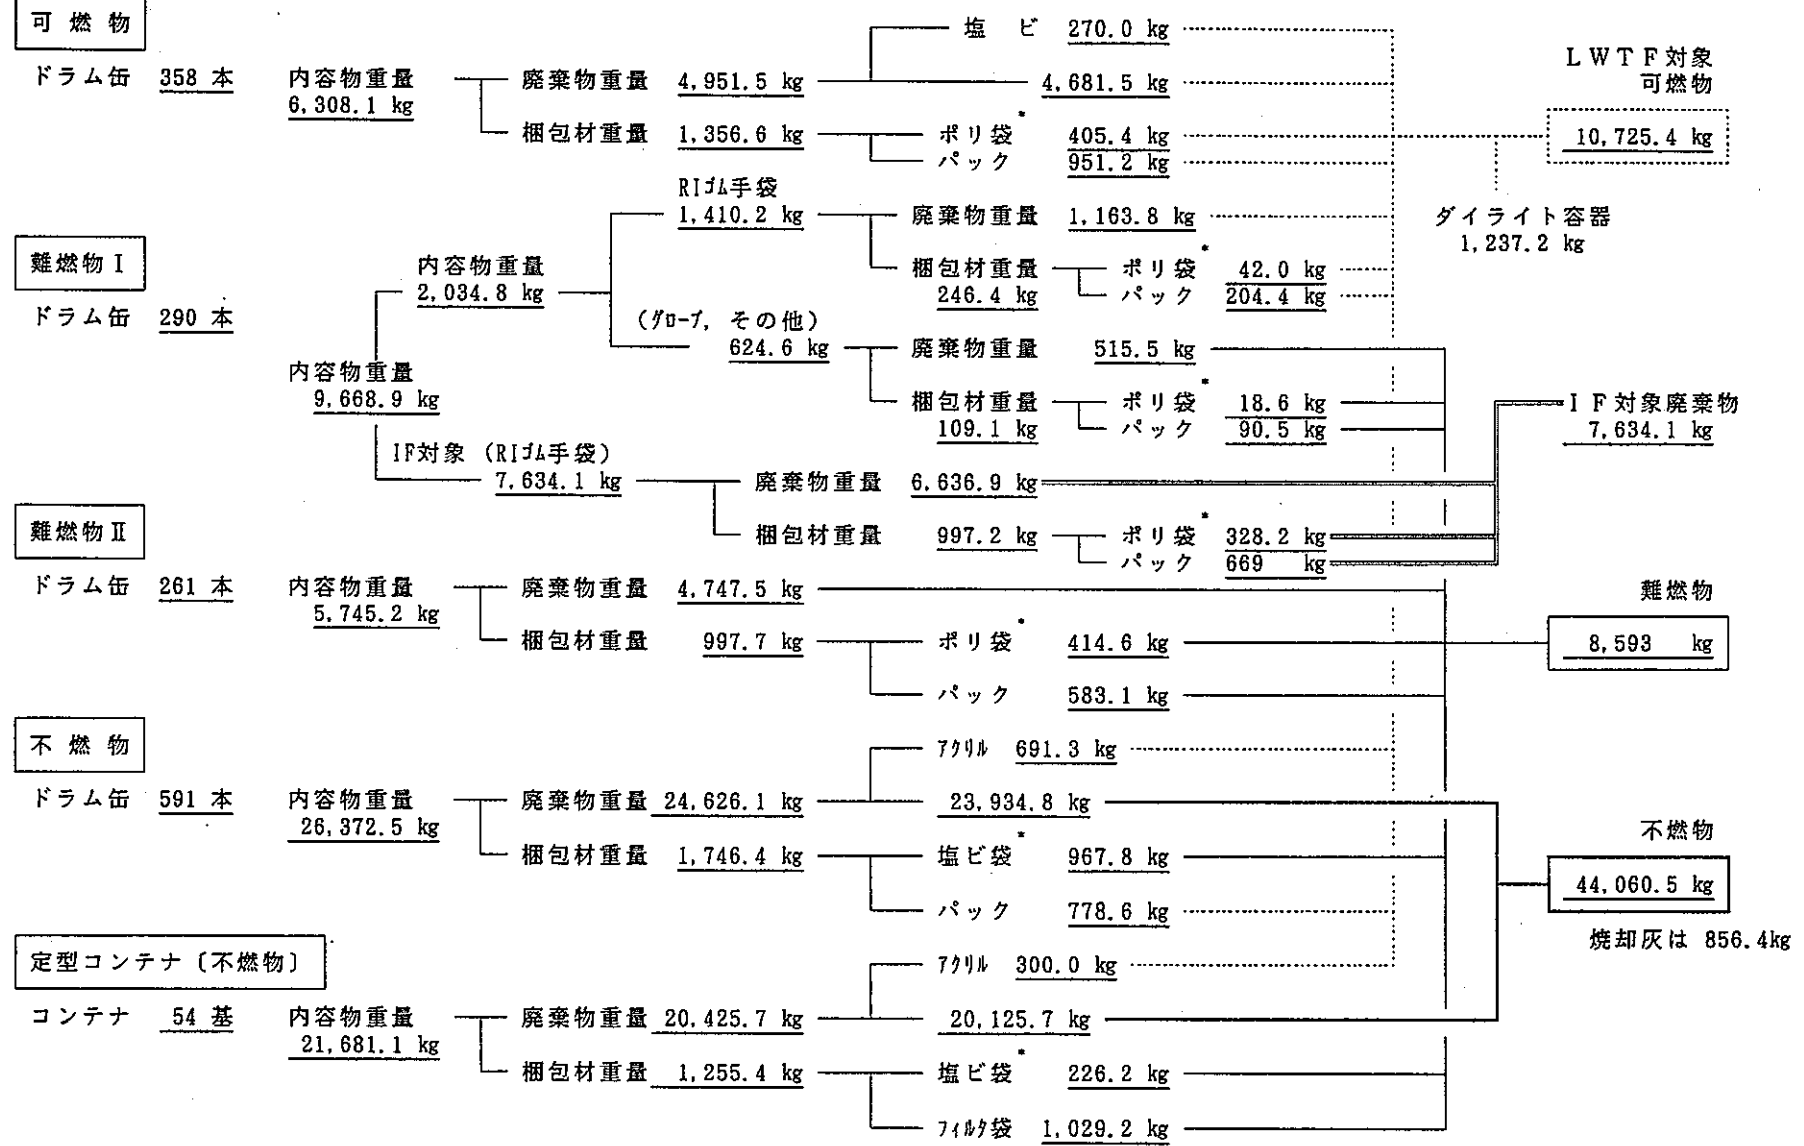 可 燃 物
ドラム缶 358 本 内容物重量 6,308.1 kg
廃棄物重量 4,951.5 kg
塩 ビ 270.0 kg
4,681.5 kg
梱包材重量 1,356.6 kg
ポリ袋* 405.4 kg
パック 951.2 kg
LWTF対象
可燃物
10,725.4 kg
ダイライト容器
1,237.2 kg
難燃物Ⅰ
ドラム缶 290 本
内容物重量
9,668.9 kg
内容物重量
2,034.8 kg
RIゴム手袋
1,410.2 kg
廃棄物重量 1,163.8 kg
梱包材重量
246.4 kg
ポリ袋* 42.0 kg
パック 204.4 kg
(グローブ, その他)
624.6 kg
廃棄物重量 515.5 kg
梱包材重量
109.1 kg
ポリ袋* 18.6 kg
パック 90.5 kg
IF対象 (RIゴム手袋)
7,634.1 kg
廃棄物重量 6,636.9 kg
梱包材重量 997.2 kg
ポリ袋* 328.2 kg
パック 669 kg
IF対象廃棄物
7,634.1 kg
難燃物Ⅱ
ドラム缶 261 本 内容物重量
5,745.2 kg
廃棄物重量 4,747.5 kg
梱包材重量 997.7 kg
ポリ袋* 414.6 kg
パック 583.1 kg
難燃物
8,593 kg
不 燃 物
ドラム缶 591 本 内容物重量
26,372.5 kg
廃棄物重量 24,626.1 kg
アクリル 691.3 kg
23,934.8 kg
梱包材重量 1,746.4 kg
塩ビ袋* 967.8 kg
パック 778.6 kg
不燃物
44,060.5 kg
焼却灰は 856.4kg
定型コンテナ〔不燃物〕
コンテナ 54 基 内容物重量
21,681.1 kg
廃棄物重量 20,425.7 kg
アクリル 300.0 kg
20,125.7 kg
梱包材重量 1,255.4 kg
塩ビ袋* 226.2 kg
フィルタ袋 1,029.2 kg